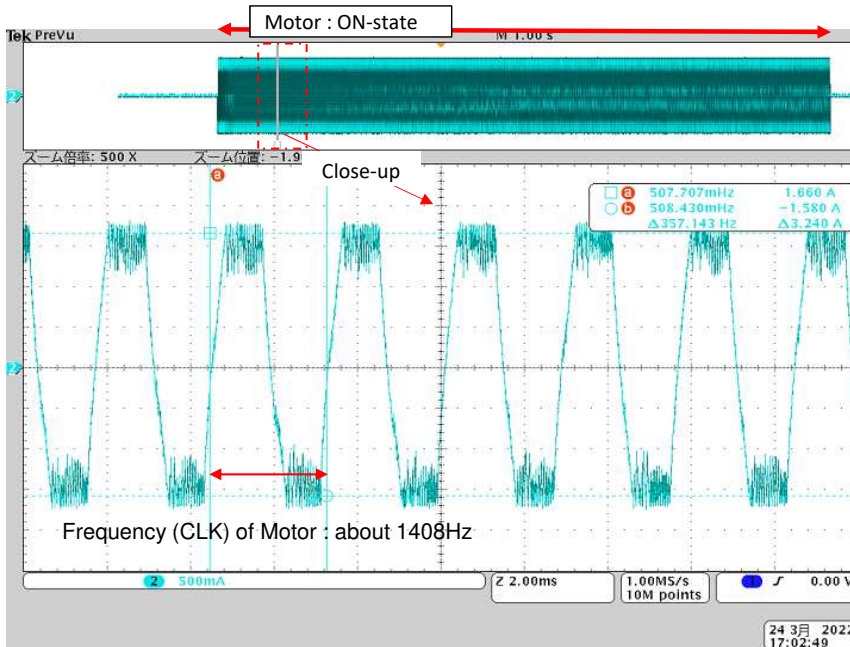 Motor : ON-state
Tek PreVu
M 1.00 s
2
ズーム倍率: 500 X
ズーム位置: -1.9
Close-up
a
a 507.707mHz 1.660 A
b 508.430mHz -1.580 A
Δ357.143 Hz Δ3.240 A
2
Frequency (CLK) of Motor : about 1408Hz
2 500mA
Z 2.00ms
1.00MS/s
10M points
1 0.00 V
24 3月 2022
17:02:49